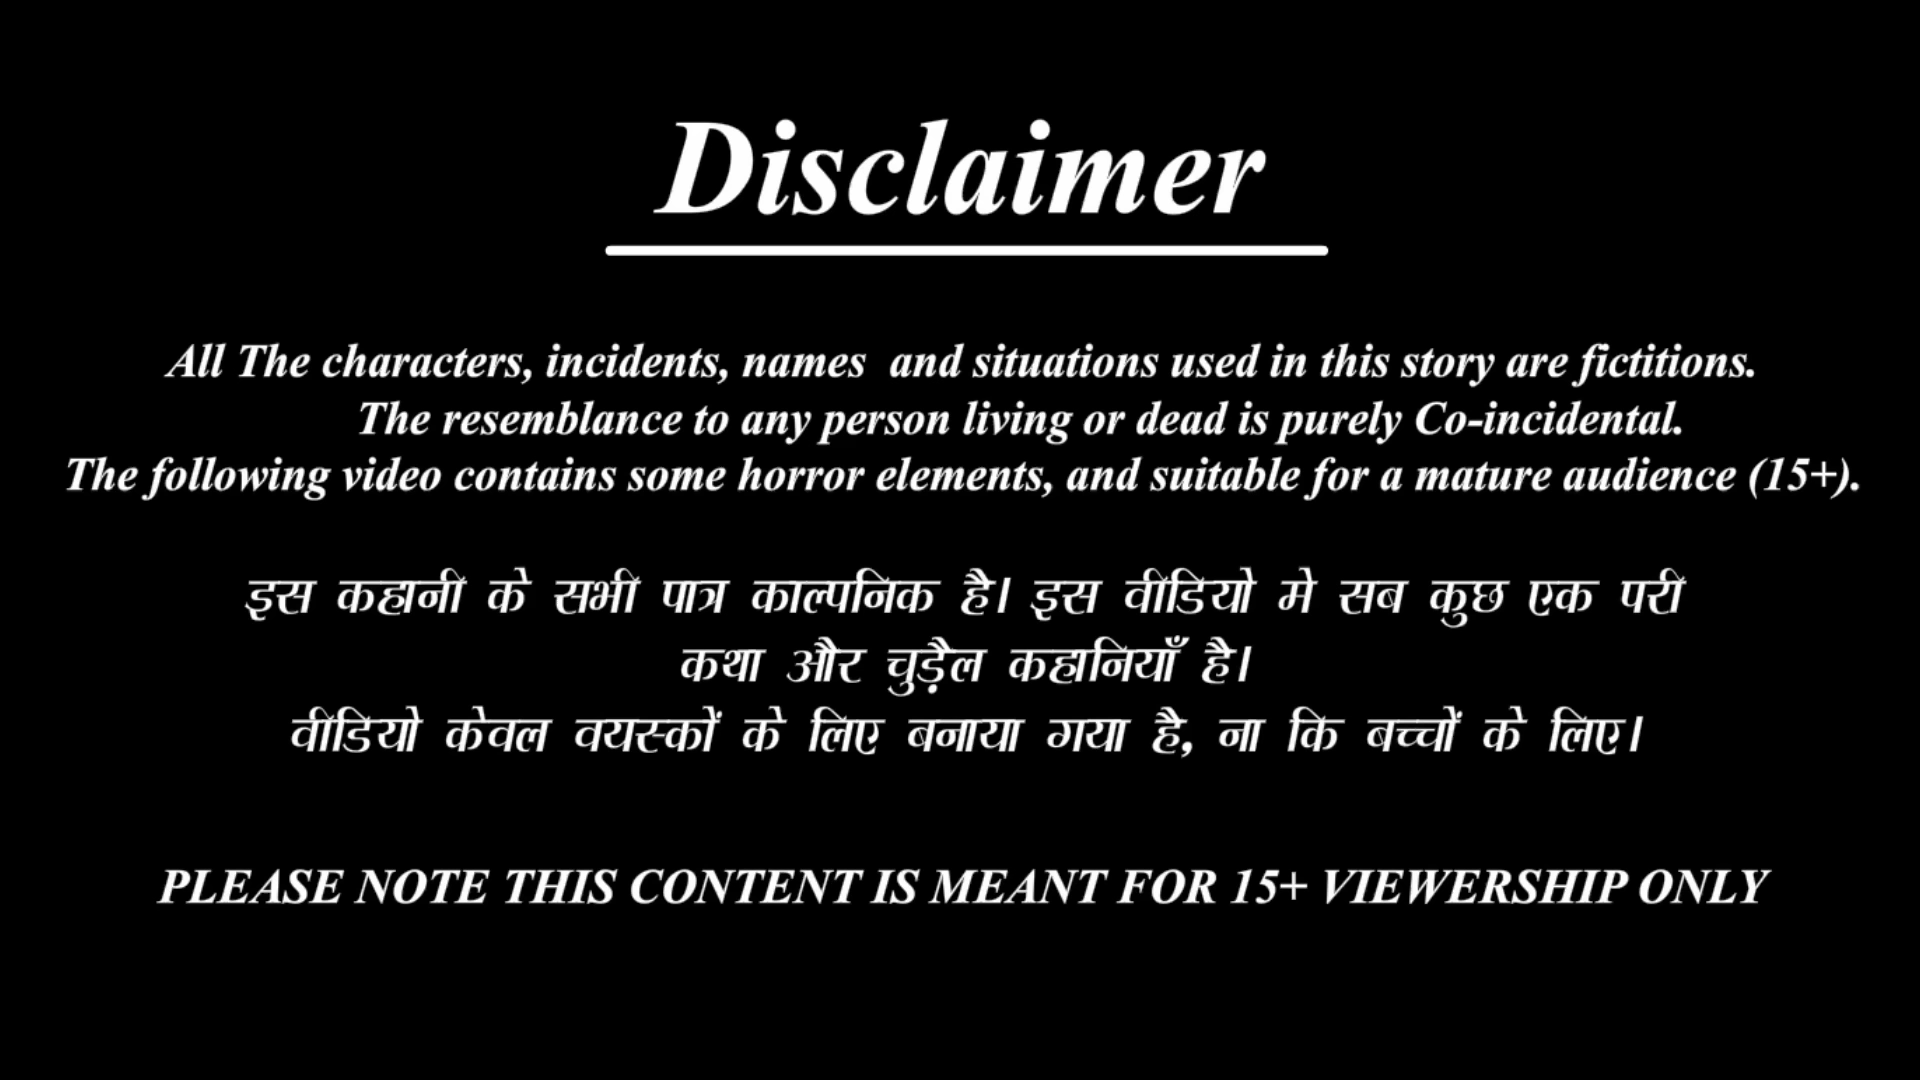 Disclaimer
All The characters, incidents, names and situations used in this story are fictitions.
The resemblance to any person living or dead is purely Co-incidental.
The following video contains some horror elements, and suitable for a mature audience (15+).
इस कहानी के सभी पात्र काल्पनिक है। इस वीडियो मे सब कुछ एक परी
कथा और चुड़ैल कहानियाँ है।
वीडियो केवल वयस्कों के लिए बनाया गया है, ना कि बच्चों के लिए।
PLEASE NOTE THIS CONTENT IS MEANT FOR 15+ VIEWERSHIP ONLY